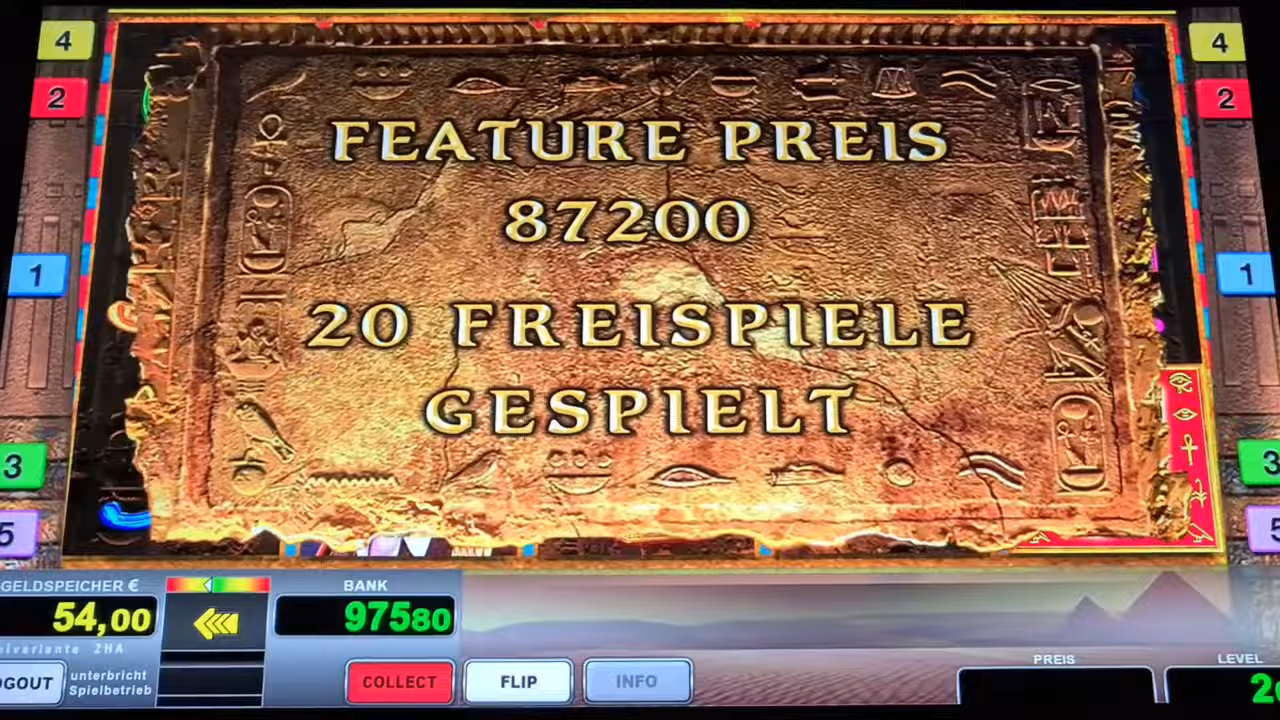 4
4
2
2
FEATURE PREIS
87200
1
1
20 FREISPIELE
GESPIELT
3
3
5
5
GELDSPEICHER €
BANK
54,00
97580
unterbricht
Spielbetrieb
COLLECT
FLIP
INFO
PREIS
LEVEL